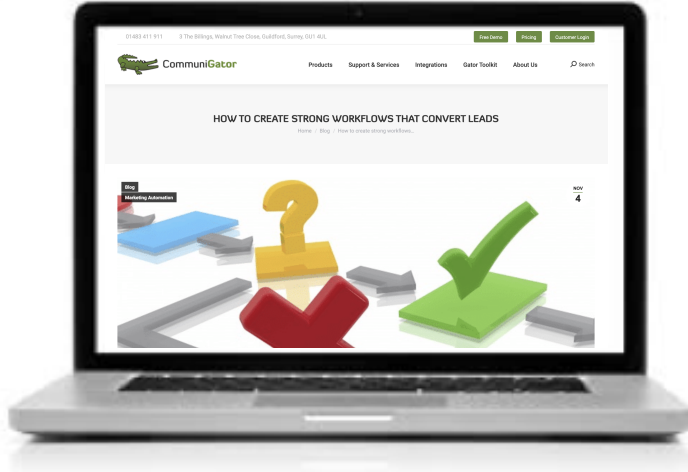 01483 411 911 3 The Billings, Walnut Tree Close, Guildford, Surrey, GU1 4UL Free Demo Pricing Customer Login
CommuniGator Products Support & Services Integrations Gator Toolkit About Us Search
HOW TO CREATE STRONG WORKFLOWS THAT CONVERT LEADS
Home / Blog / How to create strong workflows...
Blog
Marketing Automation
NOV
4